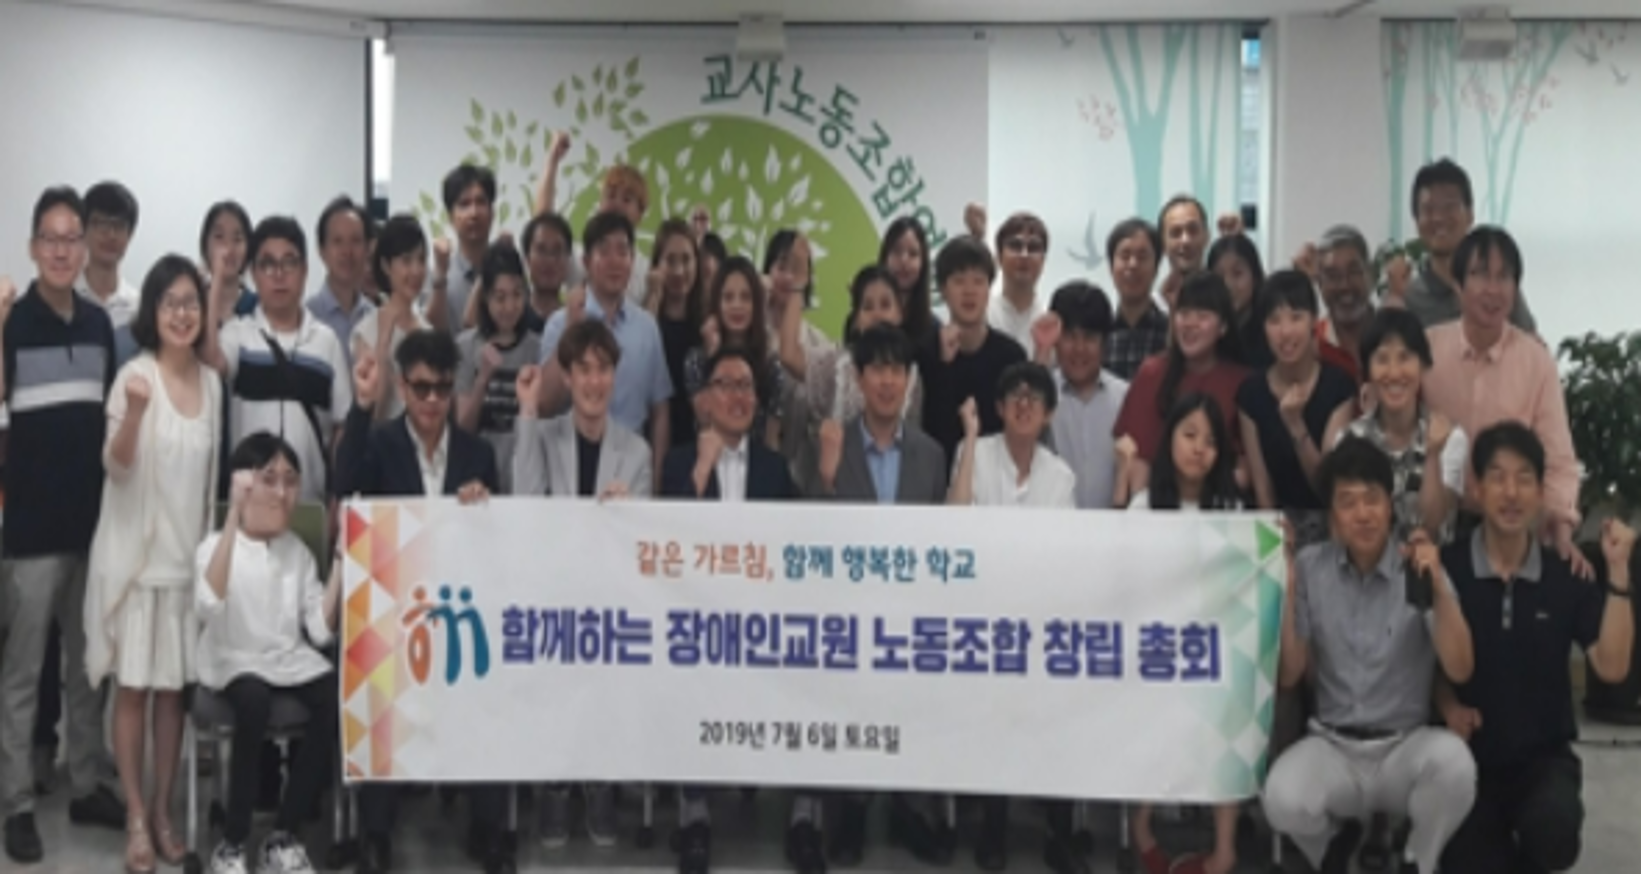 교사노동조합연
같은 가르침, 함께 행복한 학교
함께하는 장애인교원 노동조합 창립 총회
2019년 7월 6일 토요일